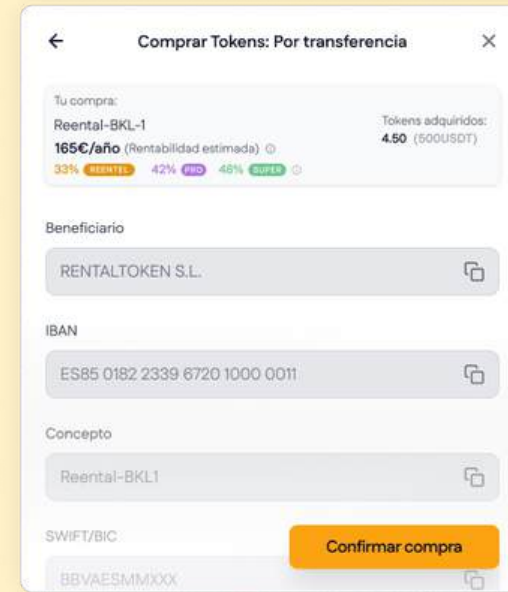 Comprar Tokens: Por transferencia
Tu compra:
Reental-BKL-1
165€/año (Rentabilidad estimada)
33% REENTEL 42% PRO 48% SUPER
Tokens adquiridos:
4.50 (500USDT)
Beneficiario
RENTALTOKEN S.L.
IBAN
ES85 0182 2339 6720 1000 0011
Concepto
Reental-BKL1
SWIFT/BIC
Confirmar compra
BBVAESMMXXX